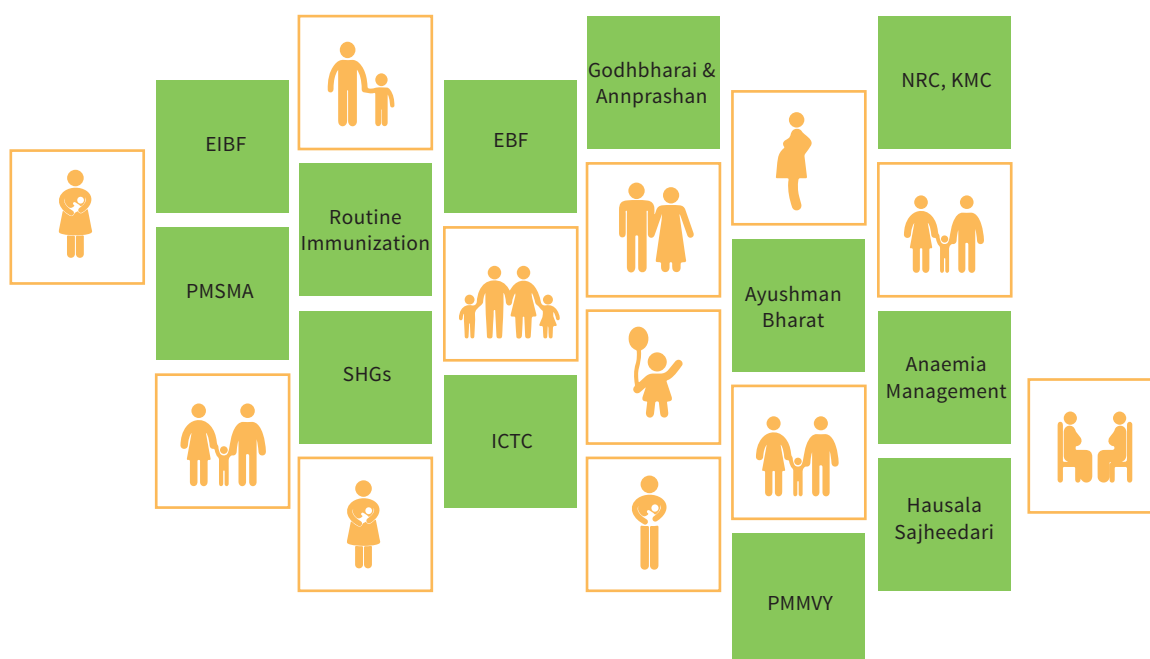 EIBF
PMSMA
Routine
Immunization
SHGs
EBF
ICTC
Godhbharai &
Annprashan
Ayushman
Bharat
PMMVY
NRC, KMC
Anaemia
Management
Hausala
Sajheedari